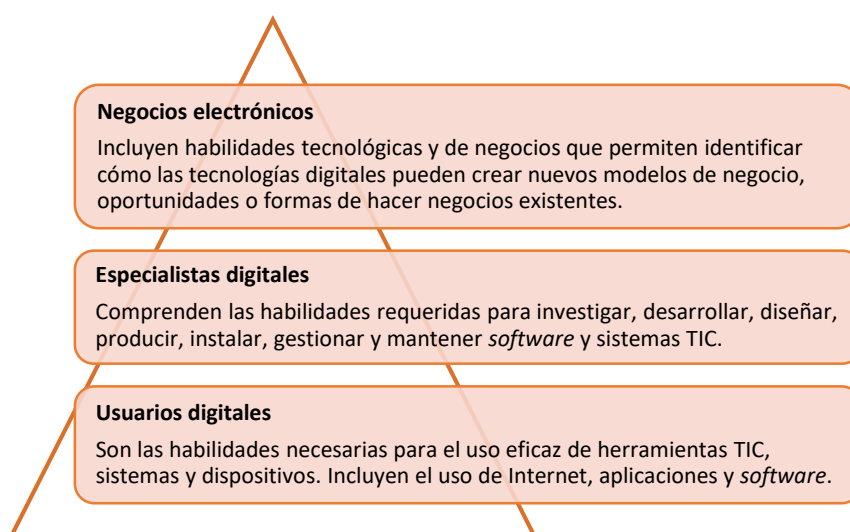 Negocios electrónicos
Incluyen habilidades tecnológicas y de negocios que permiten identificar
cómo las tecnologías digitales pueden crear nuevos modelos de negocio,
oportunidades o formas de hacer negocios existentes.
Especialistas digitales
Comprenden las habilidades requeridas para investigar, desarrollar, diseñar,
producir, instalar, gestionar y mantener software y sistemas TIC.
Usuarios digitales
Son las habilidades necesarias para el uso eficaz de herramientas TIC,
sistemas y dispositivos. Incluyen el uso de Internet, aplicaciones y software.